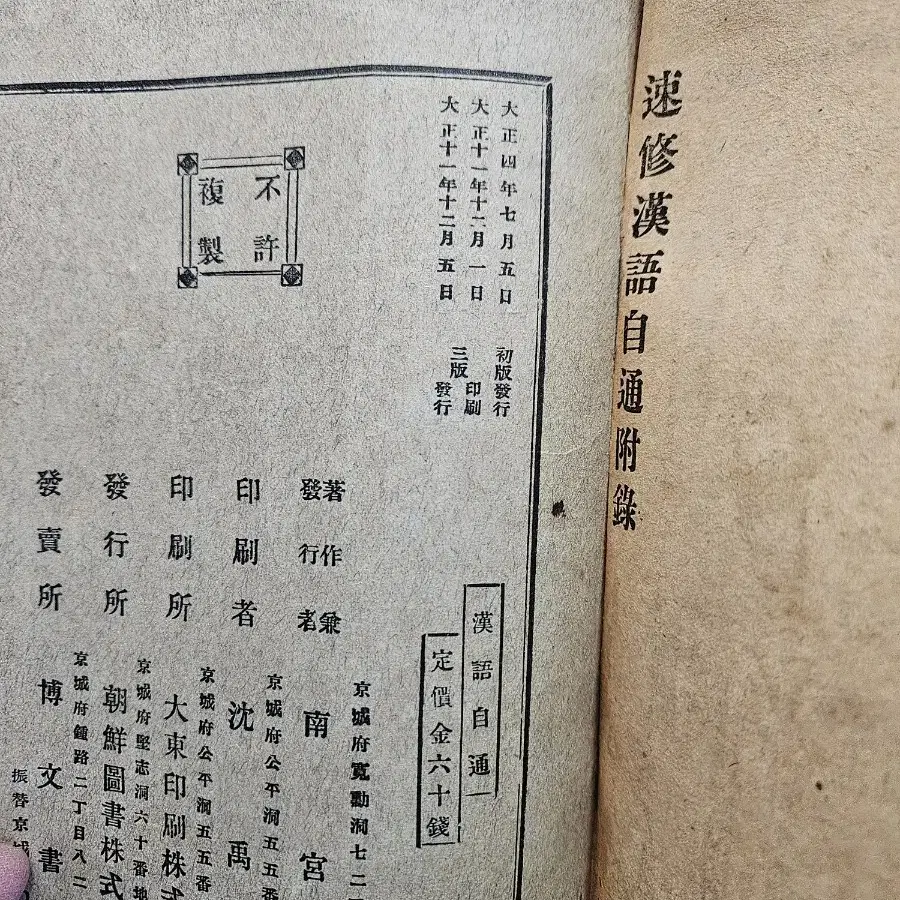 速修漢語自通附錄
大正四年七月五日 初版發行
大正十一年十二月一日 印刷
大正十一年十二月五日 三版發行
不許
複製
漢語自通
定價金六十錢
京城府寬勳洞七二
著作兼發行者 南宮
京城府公平洞五五番
印刷者 沈禹
京城府公平洞五五番
印刷所 大東印刷株式
京城府堅志洞六十番地
發行所 朝鮮圖書株式
京城府鍾路二丁目八二
發賣所 博文書
振替京城